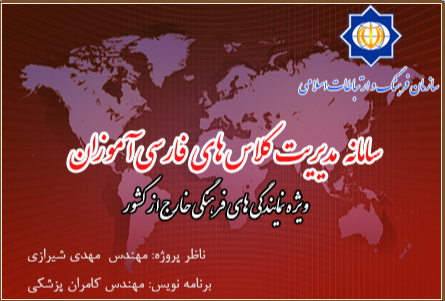 سازمان فرهنگ و ارتباطات اسلامی
سامانه مدیریت کلاس های فارسی آموزان
ویژه نمایندگی های فرهنگی خارج از کشور
ناظر پروژه: مهندس مهدی شیرازی
برنامه نویس: مهندس کامران پزشکی